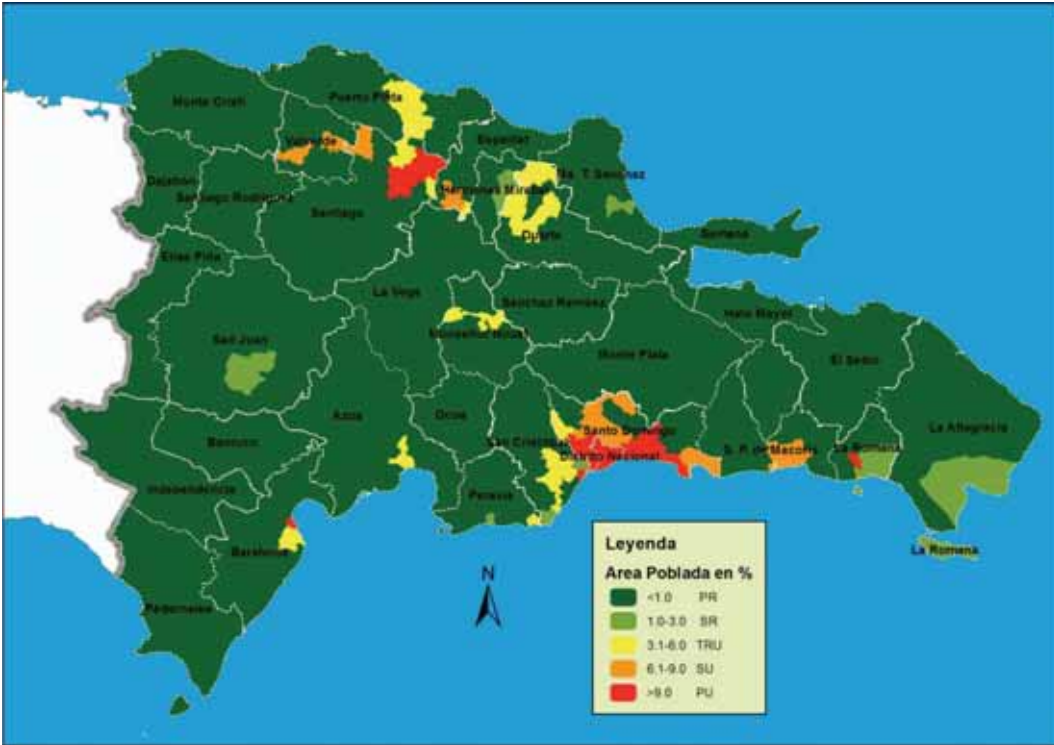 Monte Cristi
Puerto Plata
Valverde
Espaillat
Ma. T. Sanchez
Dajabon
Santiago Rodriguez
Hermanas Mirabal
Santiago
Duarte
Samana
Elias Piña
La Vega
Sanchez Ramirez
Hato Mayor
San Juan
Monseñor Nouel
Monte Plata
El Seibo
Azua
Ocoa
San Cristobal
Santo Domingo
La Altagracia
Baoruco
Distrito Nacional
S. P. de Macoris
La Romana
Independencia
Peravia
Barahona
La Romana
Pedernales
N
Leyenda
Area Poblada en %
<1.0 PR
1.0-3.0 SR
3.1-6.0 TRU
6.1-9.0 SU
>9.0 PU